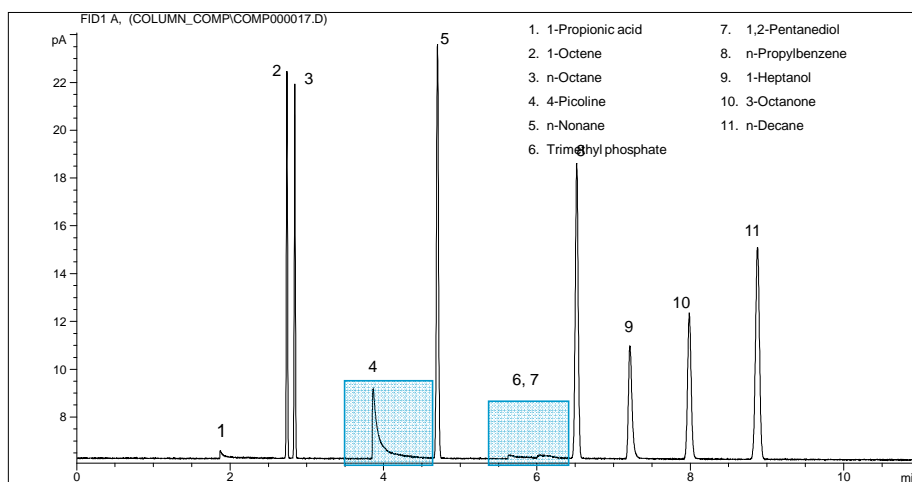 FID1 A, (COLUMN_COMP\COMP000017.D)
pA
22
20
18
16
14
12
10
8
0
2
4
6
8
10
mi
1
2
3
4
5
6, 7
8
9
10
11
1. 1-Propionic acid
2. 1-Octene
3. n-Octane
4. 4-Picoline
5. n-Nonane
6. Trimethyl phosphate
7. 1,2-Pentanediol
8. n-Propylbenzene
9. 1-Heptanol
10. 3-Octanone
11. n-Decane